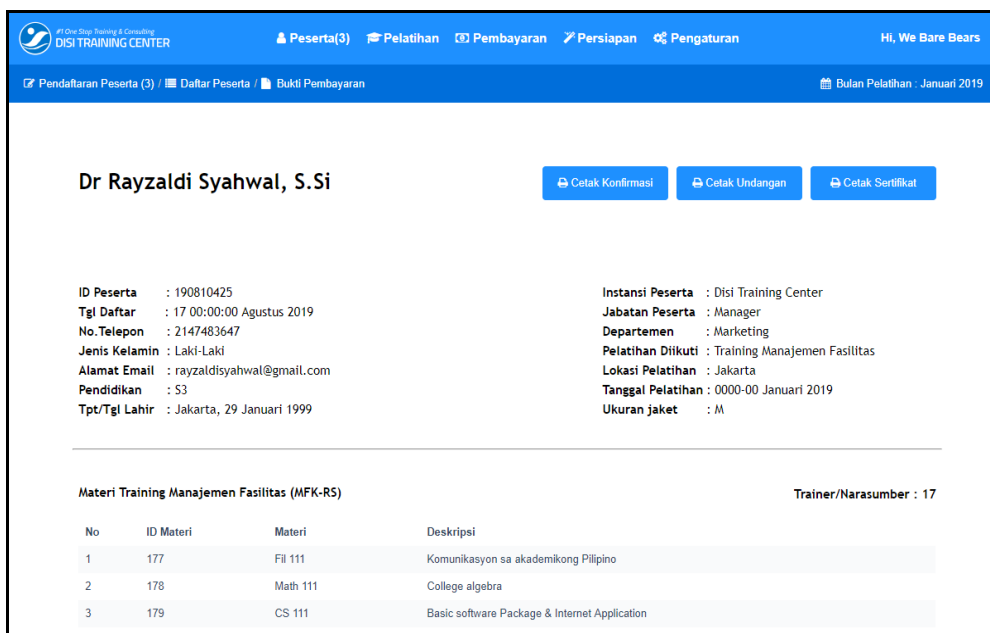 #1 One Stop Training & Consulting
DISI TRAINING CENTER
Peserta(3) Pelatihan Pembayaran Persiapan Pengaturan
Hi, We Bare Bears
Pendaftaran Peserta (3) / Daftar Peserta / Bukti Pembayaran
Bulan Pelatihan : Januari 2019
Dr Rayzaldi Syahwal, S.Si
Cetak Konfirmasi
Cetak Undangan
Cetak Sertifikat
ID Peserta : 190810425
Tgl Daftar : 17 00:00:00 Agustus 2019
No.Telepon : 2147483647
Jenis Kelamin : Laki-Laki
Alamat Email : rayzaldisyahwal@gmail.com
Pendidikan : S3
Tpt/Tgl Lahir : Jakarta, 29 Januari 1999
Instansi Peserta : Disi Training Center
Jabatan Peserta : Manager
Departemen : Marketing
Pelatihan Diikuti : Training Manajemen Fasilitas
Lokasi Pelatihan : Jakarta
Tanggal Pelatihan : 0000-00 Januari 2019
Ukuran jaket : M
Materi Training Manajemen Fasilitas (MFK-RS)
Trainer/Narasumber : 17
No ID Materi Materi Deskripsi
1 177 Fil 111 Komunikasyon sa akademikong Pilipino
2 178 Math 111 College algebra
3 179 CS 111 Basic software Package & Internet Application